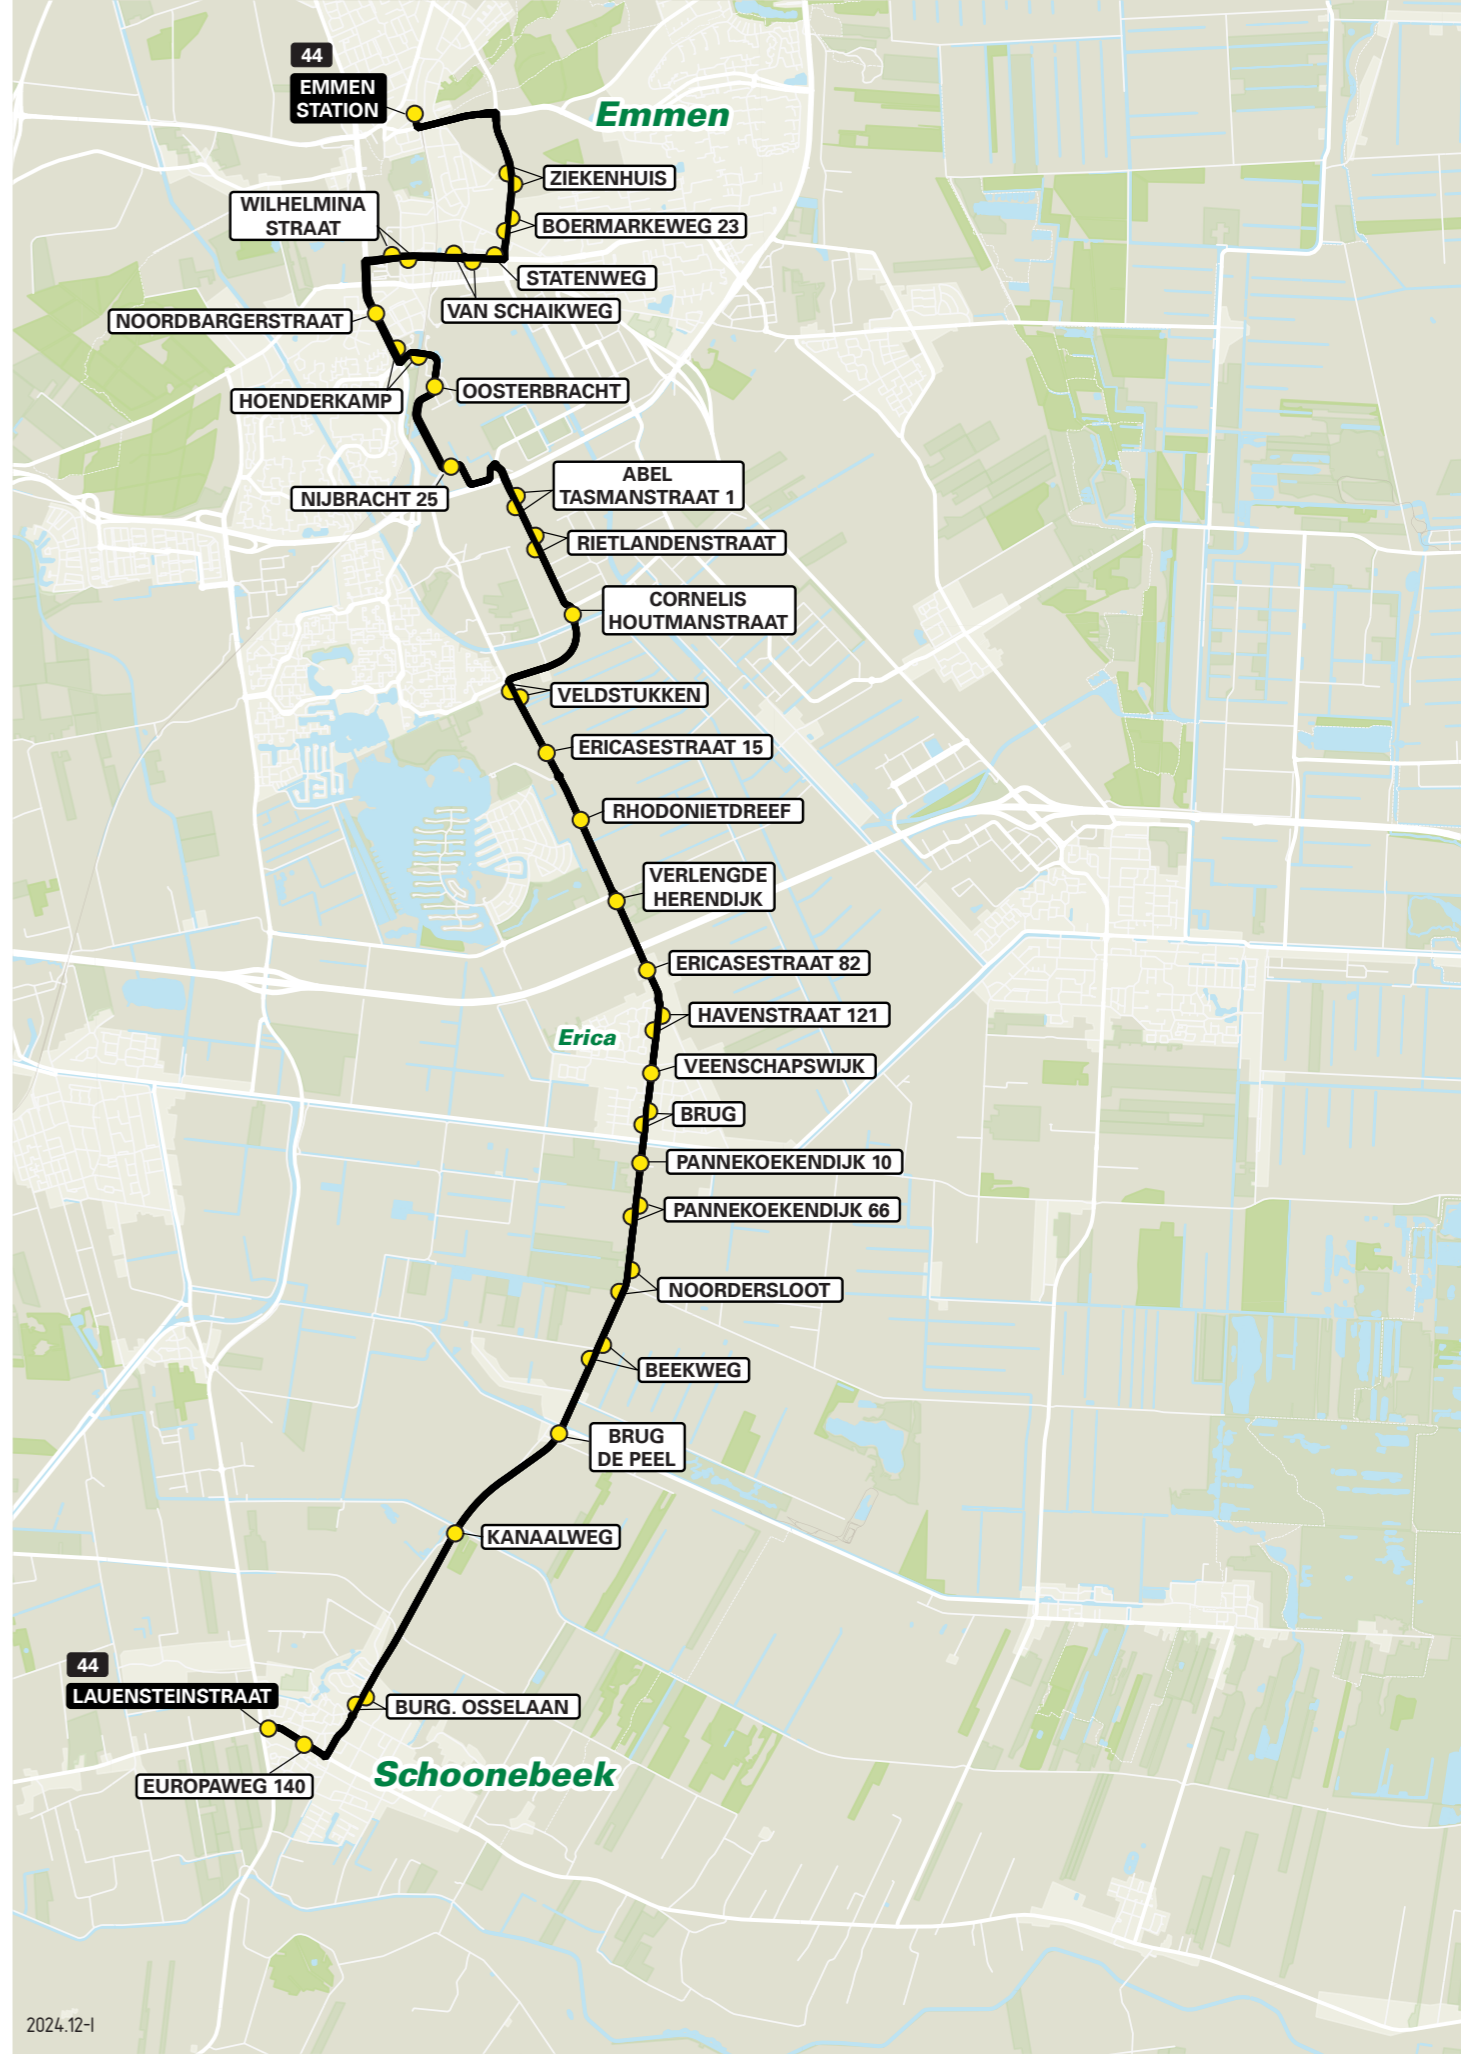 44
EMMEN
STATION
Emmen
ZIEKENHUIS
WILHELMINA
STRAAT
BOERMARKEWEG 23
STATENWEG
VAN SCHAIKWEG
NOORDBARGERSTRAAT
OOSTERBRACHT
HOENDERKAMP
ABEL
TASMANSTRAAT 1
NIJBRACHT 25
RIETLANDENSTRAAT
CORNELIS
HOUTMANSTRAAT
VELDSTUKKEN
ERICASESTRAAT 15
RHODONIETDREEF
VERLENGDE
HERENDIJK
ERICASESTRAAT 82
HAVENSTRAAT 121
Erica
VEENSCHAPSWIJK
BRUG
PANNEKOEKENDIJK 10
PANNEKOEKENDIJK 66
NOORDERSLOOT
BEEKWEG
BRUG
DE PEEL
KANAALWEG
44
LAUENSTEINSTRAAT
BURG. OSSELAAN
Schoonebeek
EUROPAWEG 140
2024.12-I